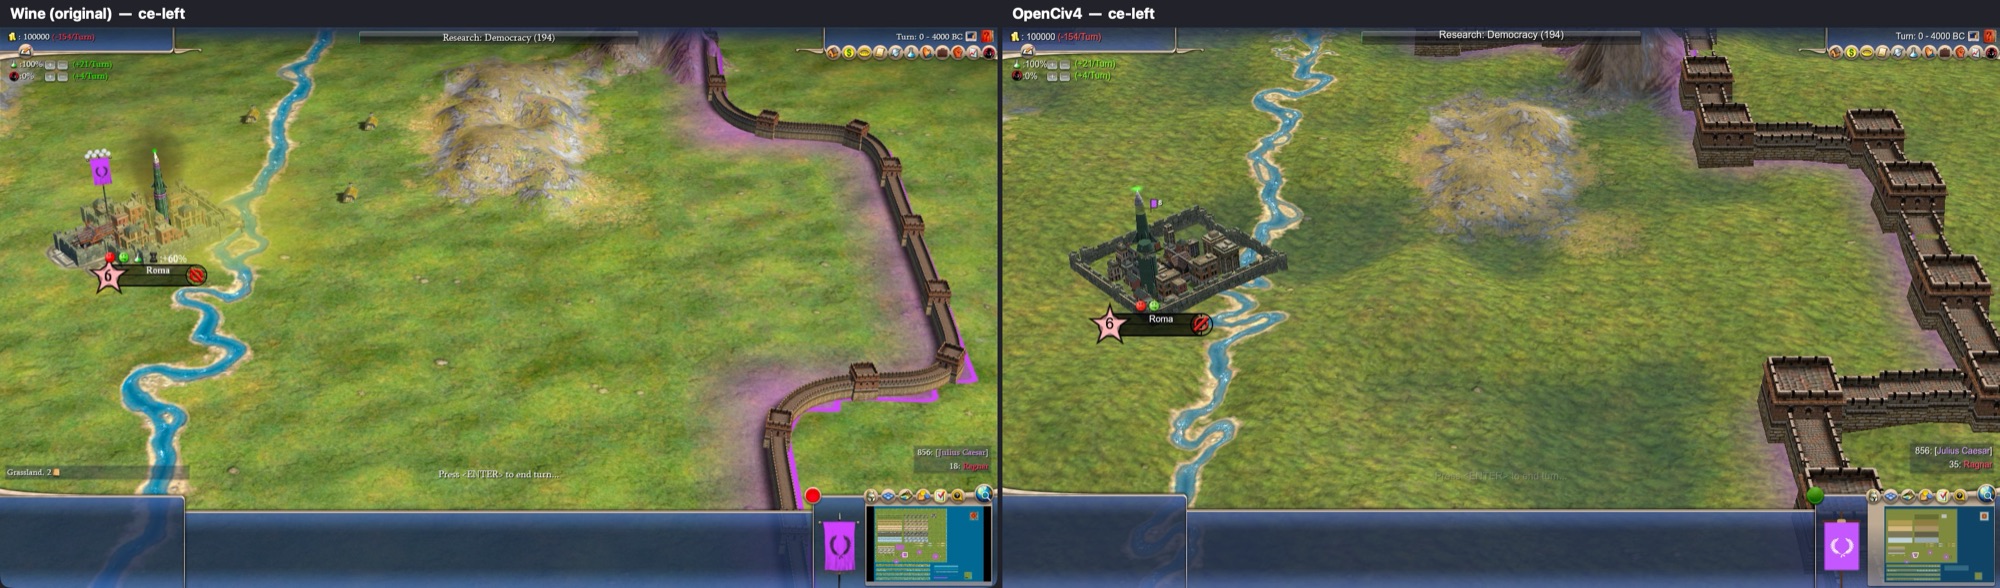 Wine (original) — ce-left
: 100000 (-154/Turn)
:100% (+21/Turn)
:0% (+4/Turn)
Research: Democracy (194)
Turn: 0 - 4000 BC
:+60%
6 Roma
Grassland, 2
Press <ENTER> to end turn...
856: [Julius Caesar]
18: Ragnar
OpenCiv4 — ce-left
: 100000 (-154/Turn)
:100% (+21/Turn)
:0% (+4/Turn)
Research: Democracy (194)
Turn: 0 - 4000 BC
6 Roma
856: [Julius Caesar]
35: Ragnar